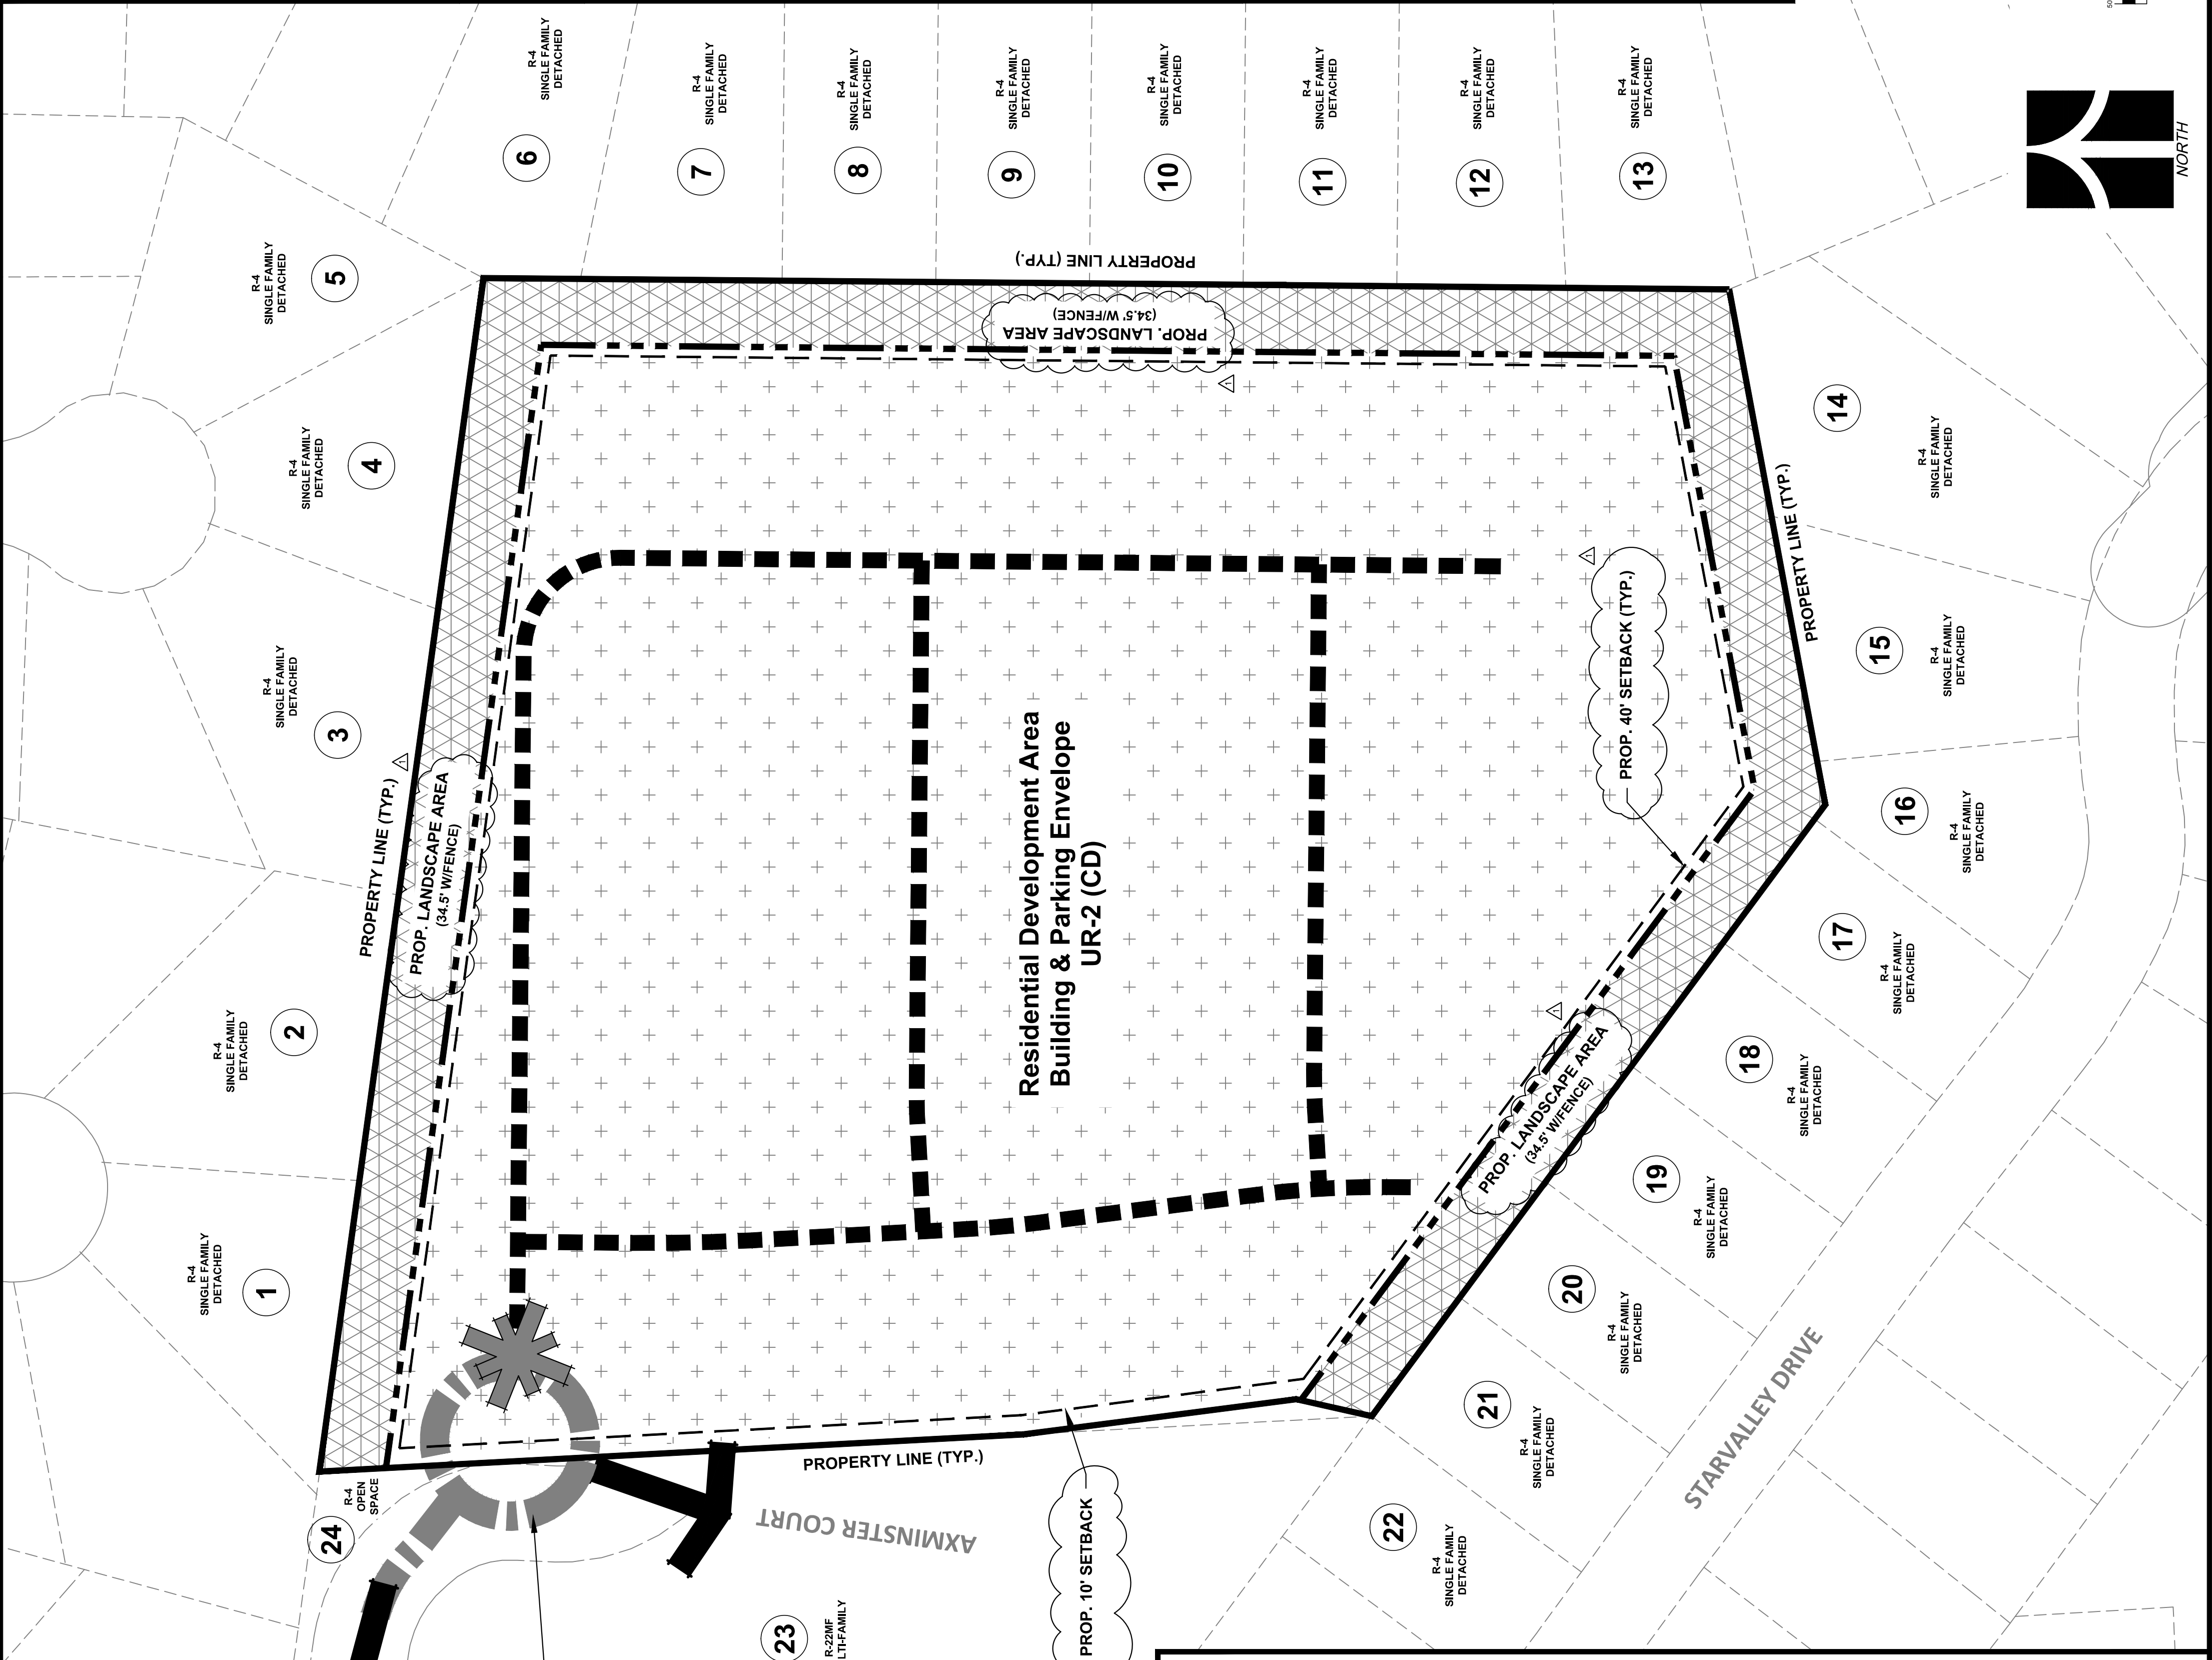 R-4
SINGLE FAMILY
DETACHED
6
R-4
SINGLE FAMILY
DETACHED
7
R-4
SINGLE FAMILY
DETACHED
8
R-4
SINGLE FAMILY
DETACHED
9
R-4
SINGLE FAMILY
DETACHED
10
R-4
SINGLE FAMILY
DETACHED
11
R-4
SINGLE FAMILY
DETACHED
12
R-4
SINGLE FAMILY
DETACHED
13
50
NORTH
R-4
SINGLE FAMILY
DETACHED
5
R-4
SINGLE FAMILY
DETACHED
4
R-4
SINGLE FAMILY
DETACHED
3
R-4
SINGLE FAMILY
DETACHED
2
R-4
SINGLE FAMILY
DETACHED
1
PROPERTY LINE (TYP.)
PROP. LANDSCAPE AREA
(34.5' W/FENCE)
1
PROPERTY LINE (TYP.)
1
PROP. LANDSCAPE AREA
(34.5' W/FENCE)
Residential Development Area
Building & Parking Envelope
UR-2 (CD)
1
PROP. 40' SETBACK (TYP.)
PROPERTY LINE (TYP.)
14
R-4
SINGLE FAMILY
DETACHED
15
R-4
SINGLE FAMILY
DETACHED
16
R-4
SINGLE FAMILY
DETACHED
17
R-4
SINGLE FAMILY
DETACHED
1
PROP. LANDSCAPE AREA
(34.5' W/FENCE)
18
R-4
SINGLE FAMILY
DETACHED
19
R-4
SINGLE FAMILY
DETACHED
20
R-4
SINGLE FAMILY
DETACHED
21
R-4
SINGLE FAMILY
DETACHED
22
R-4
SINGLE FAMILY
DETACHED
STARVALLEY DRIVE
24
R-4
OPEN
SPACE
PROPERTY LINE (TYP.)
AXMINSTER COURT
PROP. 10' SETBACK
23
R-22MF
LTI-FAMILY